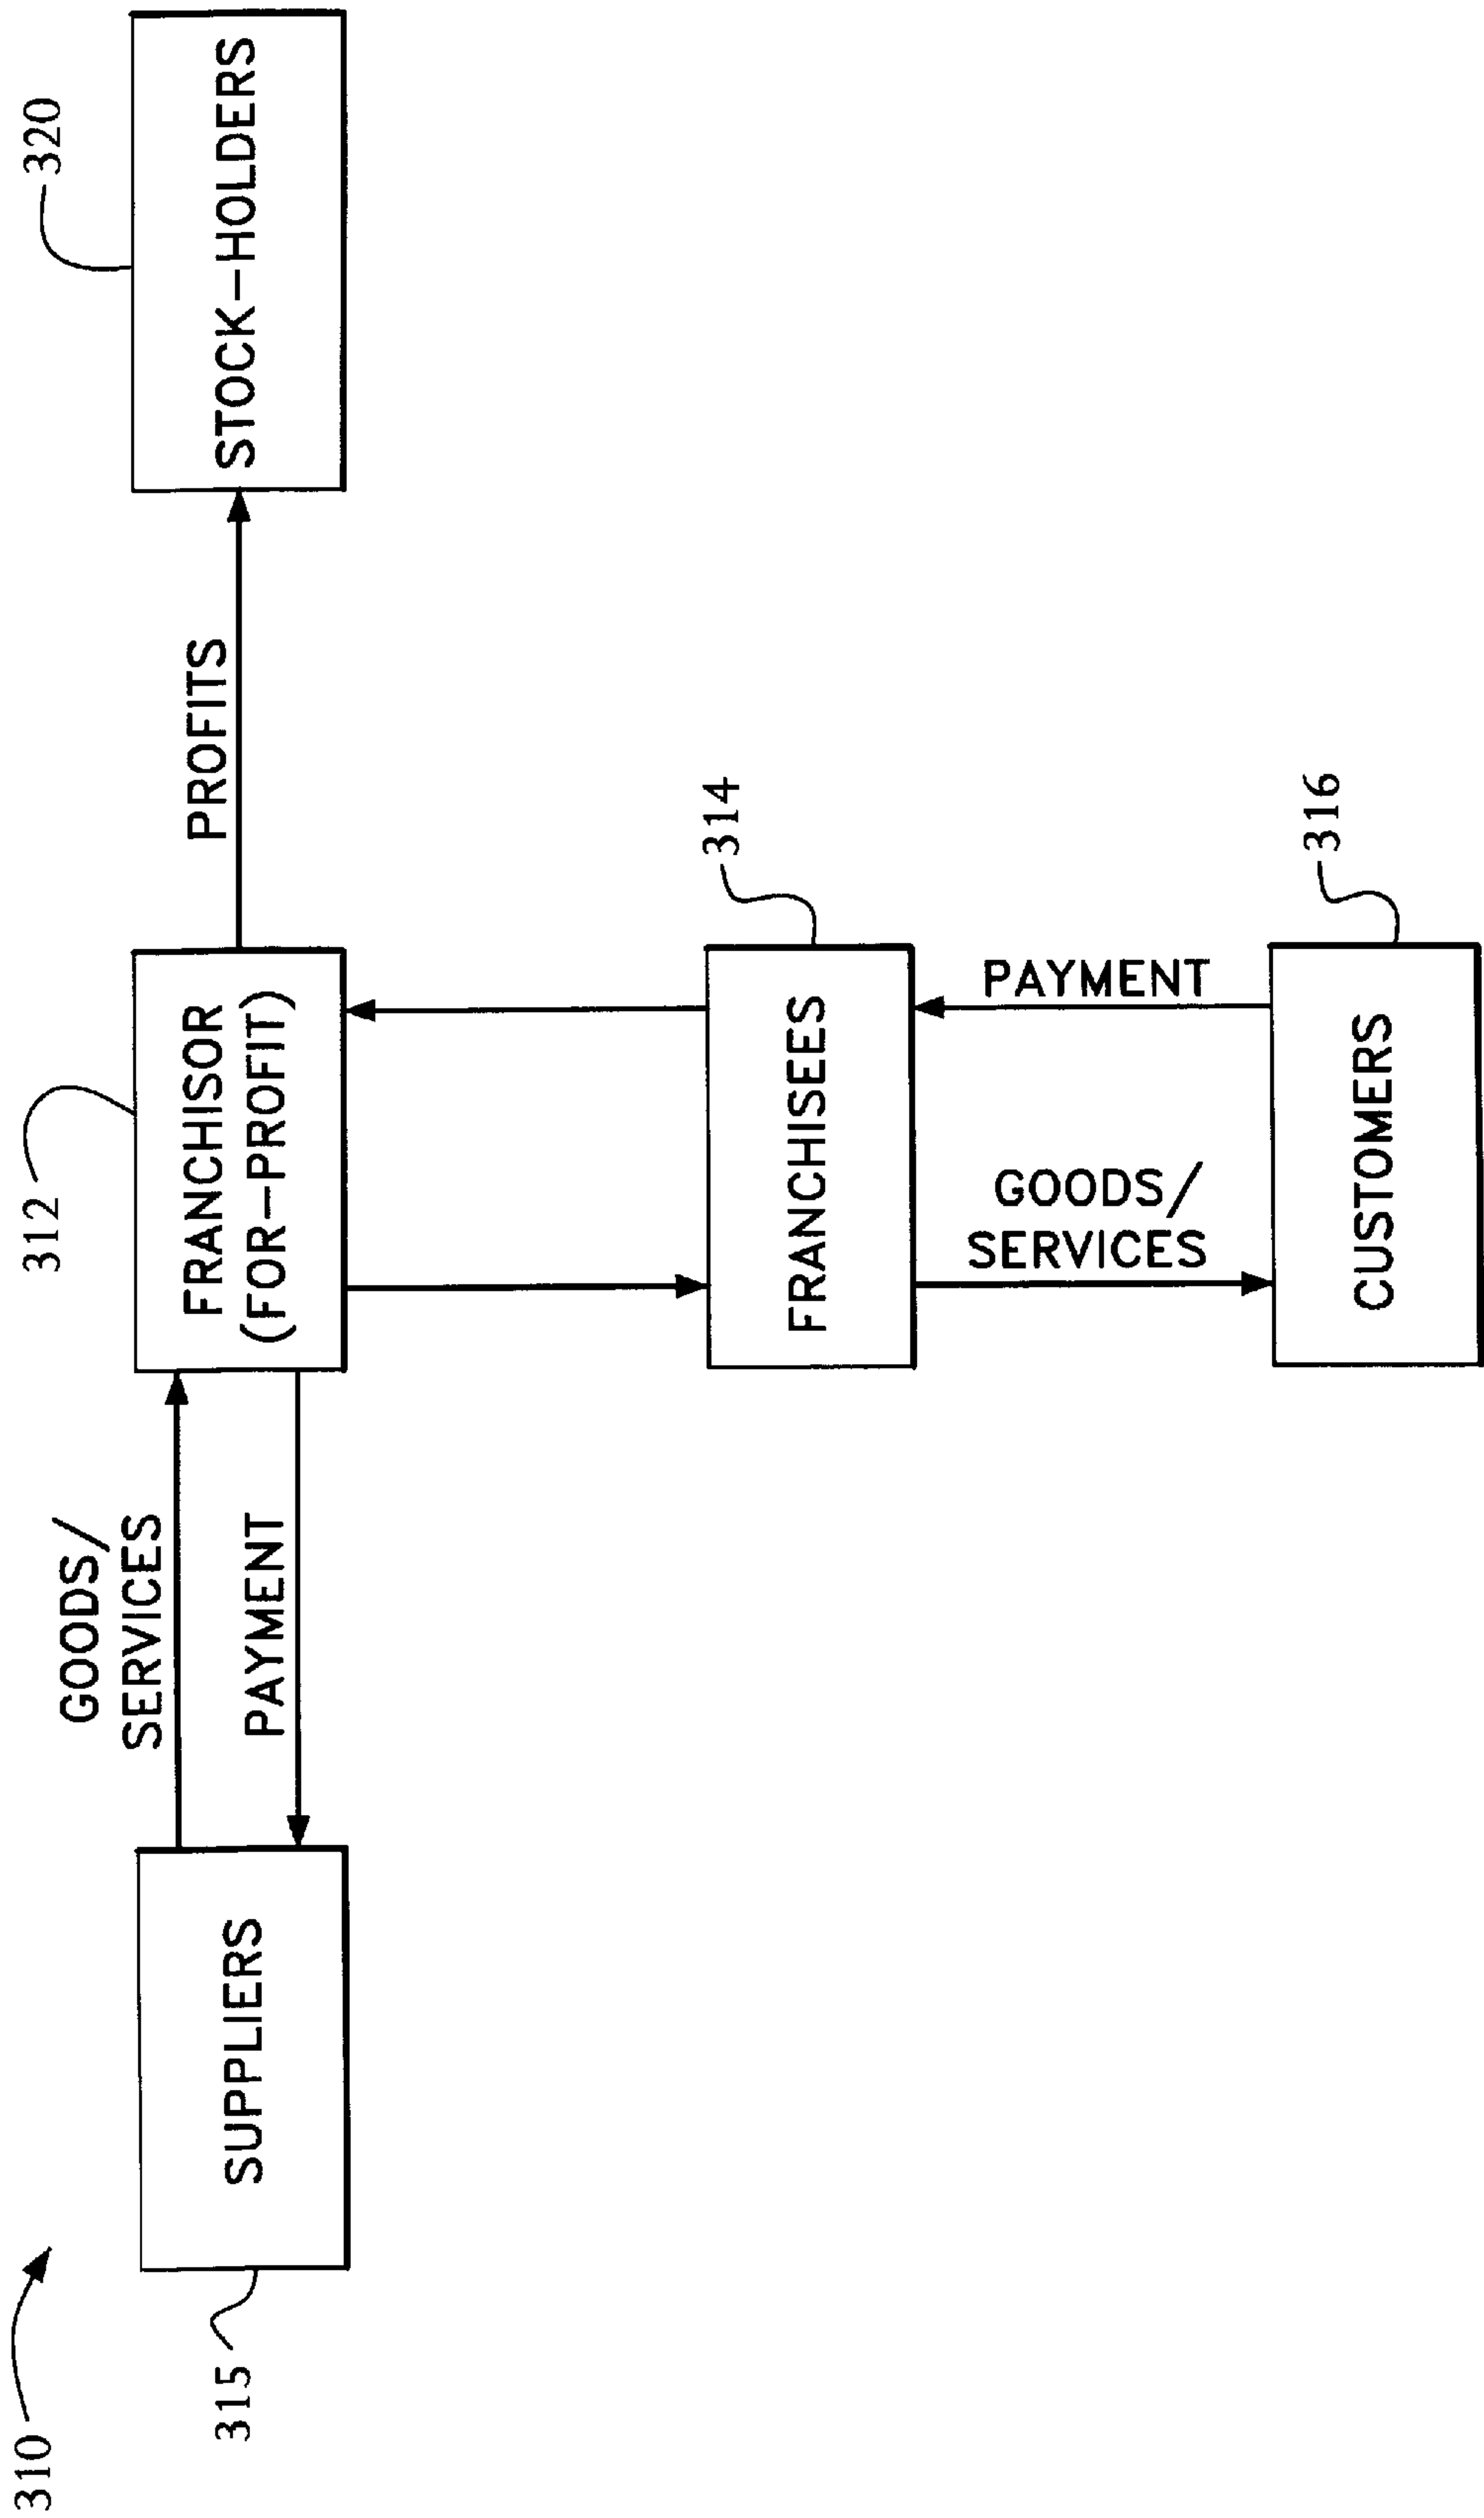 310
315
SUPPLIERS
GOODS/
SERVICES
PAYMENT
312
FRANCHISOR
(FOR-PROFIT)
PROFITS
320
STOCK-HOLDERS
314
FRANCHISEES
GOODS/
SERVICES
PAYMENT
316
CUSTOMERS